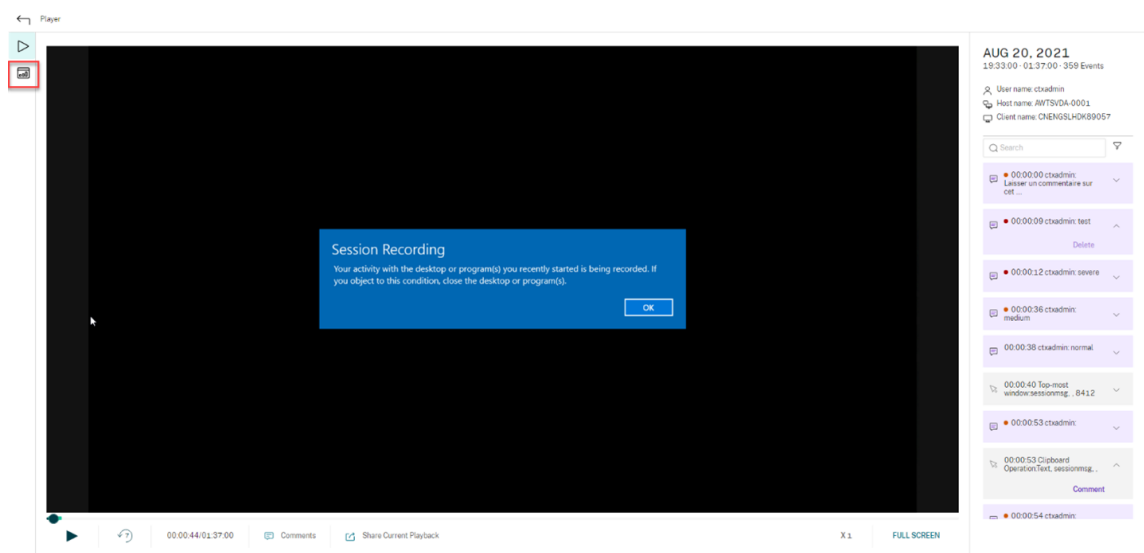 Player
Session Recording
Your activity with the desktop or program(s) you recently started is being recorded. If
you object to this condition, close the desktop or program(s).
OK
00:00:44/01:37:00
Comments
Share Current Playback
X 1
FULL SCREEN
AUG 20, 2021
19:33:00 - 01:37:00 - 359 Events
User name: ctxadmin
Host name: AWTSVDA-0001
Client name: CNENGSLHDK89057
Search
00:00:00 ctxadmin:
Laisser un commentaire sur
cet ...
00:00:09 ctxadmin: test
Delete
00:00:12 ctxadmin: severe
00:00:36 ctxadmin:
medium
00:00:38 ctxadmin: normal
00:00:40 Top-most
window:sessionmsg, , 8412
00:00:53 ctxadmin:
00:00:53 Clipboard
Operation:Text, sessionmsg, .
Comment
00:00:54 ctxadmin: